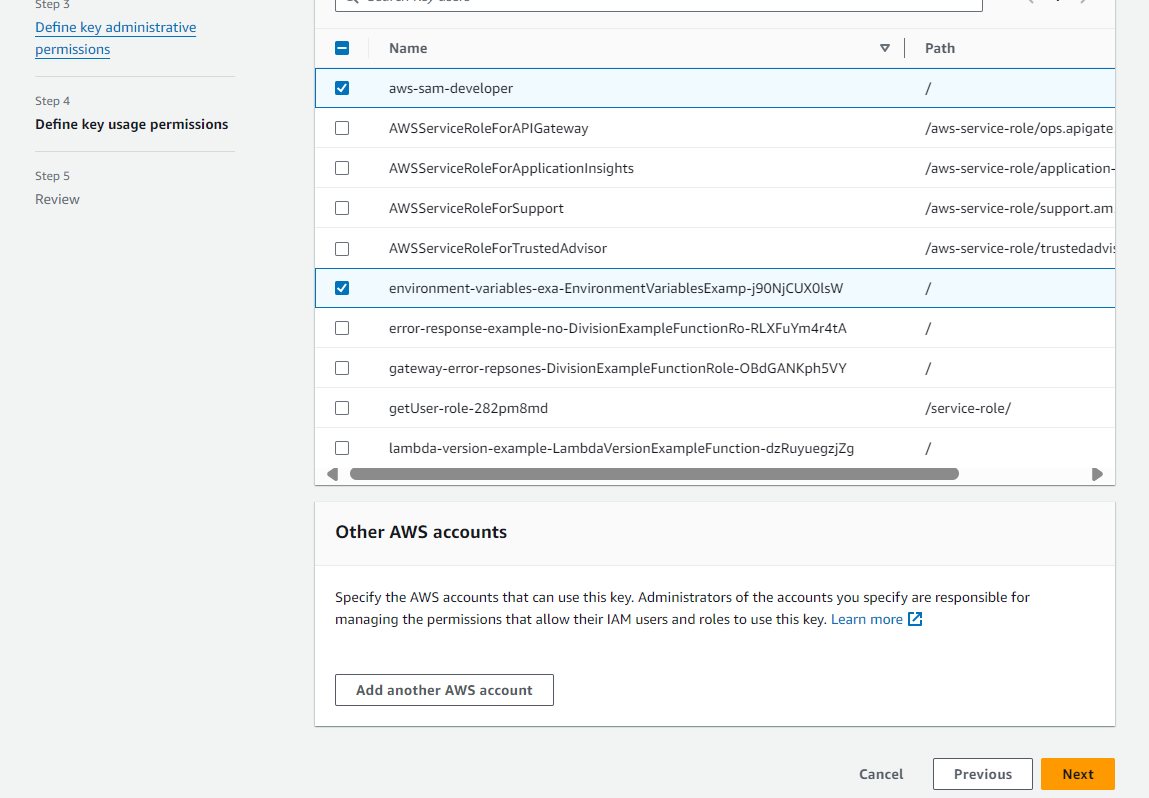 Step 3
Define key administrative
permissions
Step 4
Define key usage permissions
Step 5
Review
Name Path
aws-sam-developer /
AWSServiceRoleForAPIGateway /aws-service-role/ops.apigate
AWSServiceRoleForApplicationInsights /aws-service-role/application-
AWSServiceRoleForSupport /aws-service-role/support.am
AWSServiceRoleForTrustedAdvisor /aws-service-role/trustedadvis
environment-variables-exa-EnvironmentVariablesExamp-j90NjCUX0lsW /
error-response-example-no-DivisionExampleFunctionRo-RLXFuYm4r4tA /
gateway-error-repsones-DivisionExampleFunctionRole-OBdGANKph5VY /
getUser-role-282pm8md /service-role/
lambda-version-example-LambdaVersionExampleFunction-dzRuyuegzjZg /
Other AWS accounts
Specify the AWS accounts that can use this key. Administrators of the accounts you specify are responsible for
managing the permissions that allow their IAM users and roles to use this key. Learn more
Add another AWS account
Cancel Previous Next